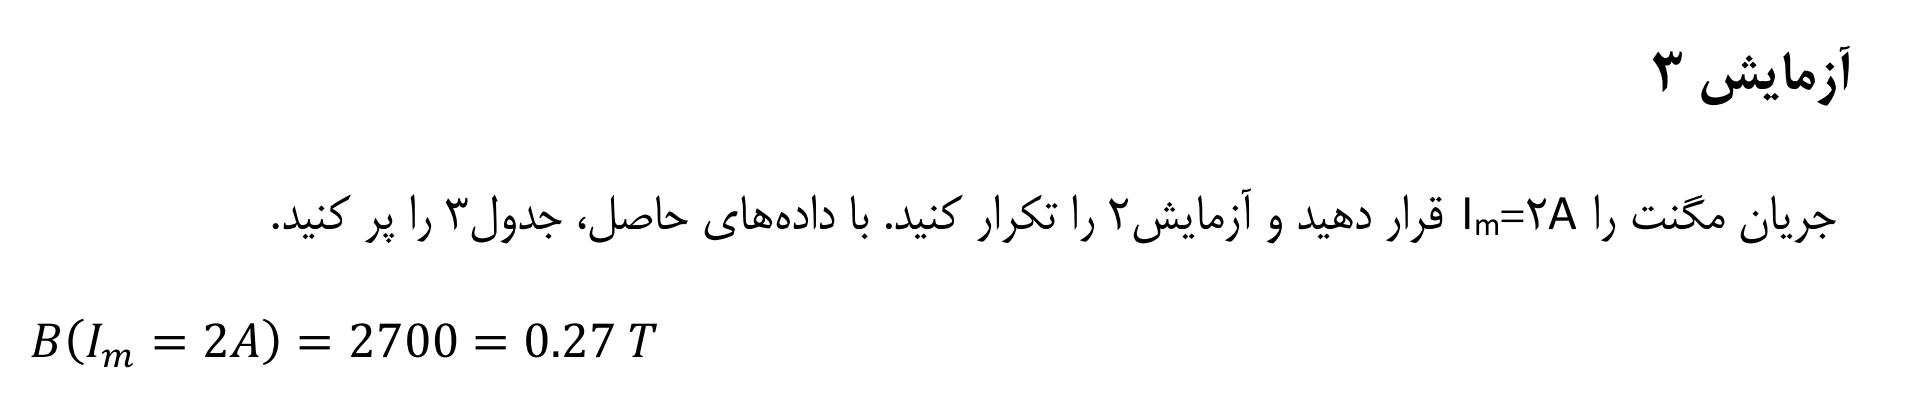 آزمایش ۳
جریان مگنت را Im=۲A قرار دهید و آزمایش۲ را تکرار کنید. با داده‌های حاصل، جدول۳ را پر کنید.
B(Im = 2A) = 2700 = 0.27 T